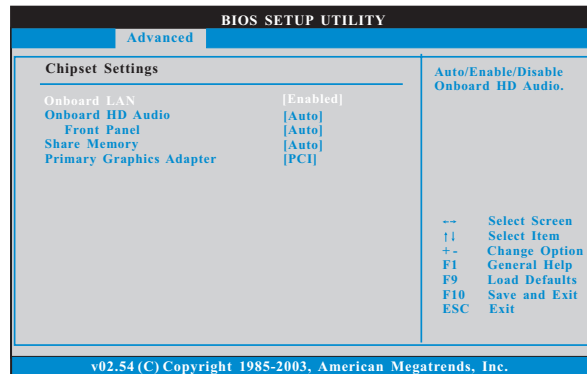 BIOS SETUP UTILITY
Advanced
Chipset Settings
Onboard LAN [Enabled]
Onboard HD Audio [Auto]
Front Panel [Auto]
Share Memory [Auto]
Primary Graphics Adapter [PCI]
Auto/Enable/Disable
Onboard HD Audio.
←→ Select Screen
↑↓ Select Item
+ - Change Option
F1 General Help
F9 Load Defaults
F10 Save and Exit
ESC Exit
v02.54 (C) Copyright 1985-2003, American Megatrends, Inc.